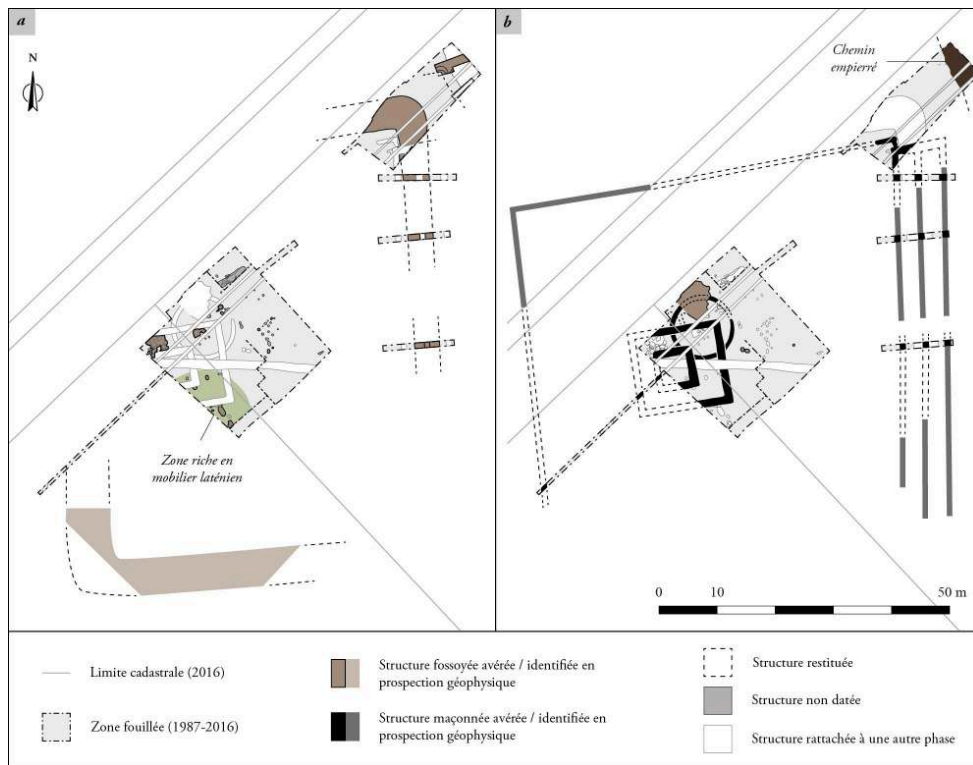 a
N
Zone riche en
mobilier laténien
b
Chemin
empierré
0
10
50 m
Limite cadastrale (2016)
Zone fouillée (1987-2016)
Structure fossoyée avérée / identifiée en
prospection géophysique
Structure maçonnée avérée / identifiée en
prospection géophysique
Structure restituée
Structure non datée
Structure rattachée à une autre phase